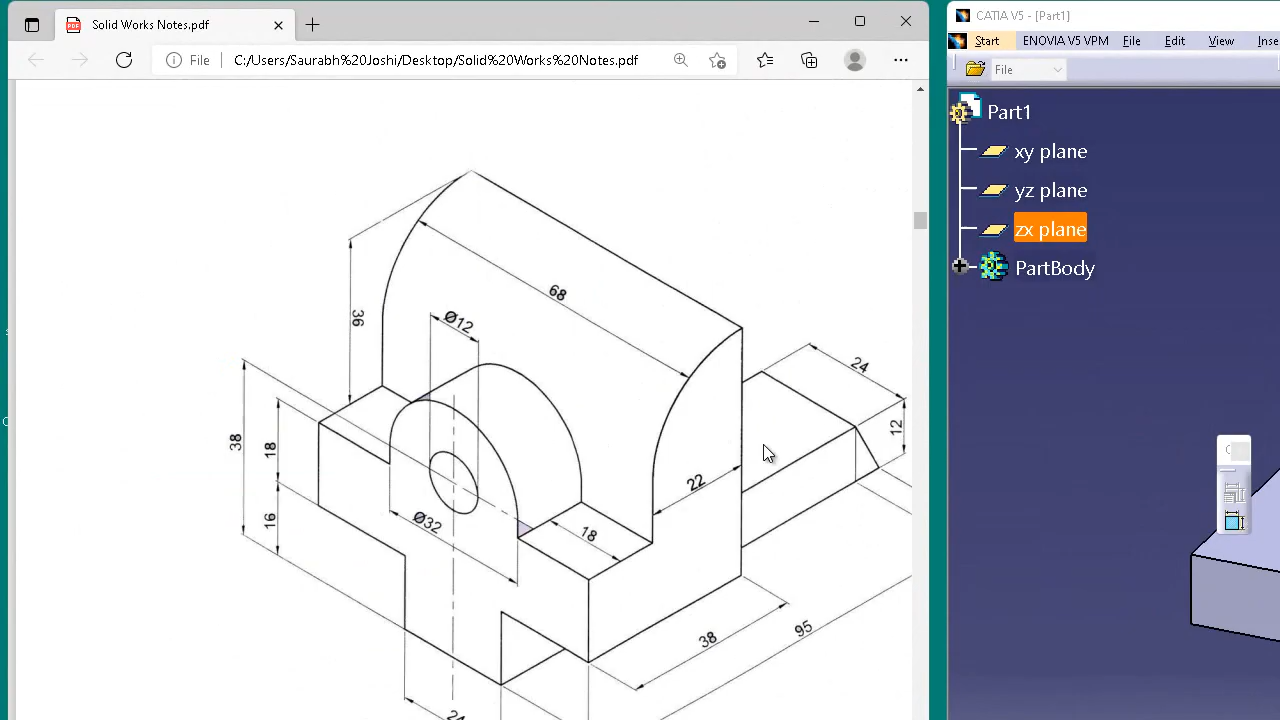 Solid Works Notes.pdf
File
C:/Users/Saurabh%20Joshi/Desktop/Solid%20Works%20Notes.pdf
68
Ø12
36
24
12
38
18
Ø32
22
18
16
38
95
24
CATIA V5 - [Part1]
Start ENOVIA V5 VPM File Edit View Inse
File
Part1
xy plane
yz plane
zx plane
PartBody